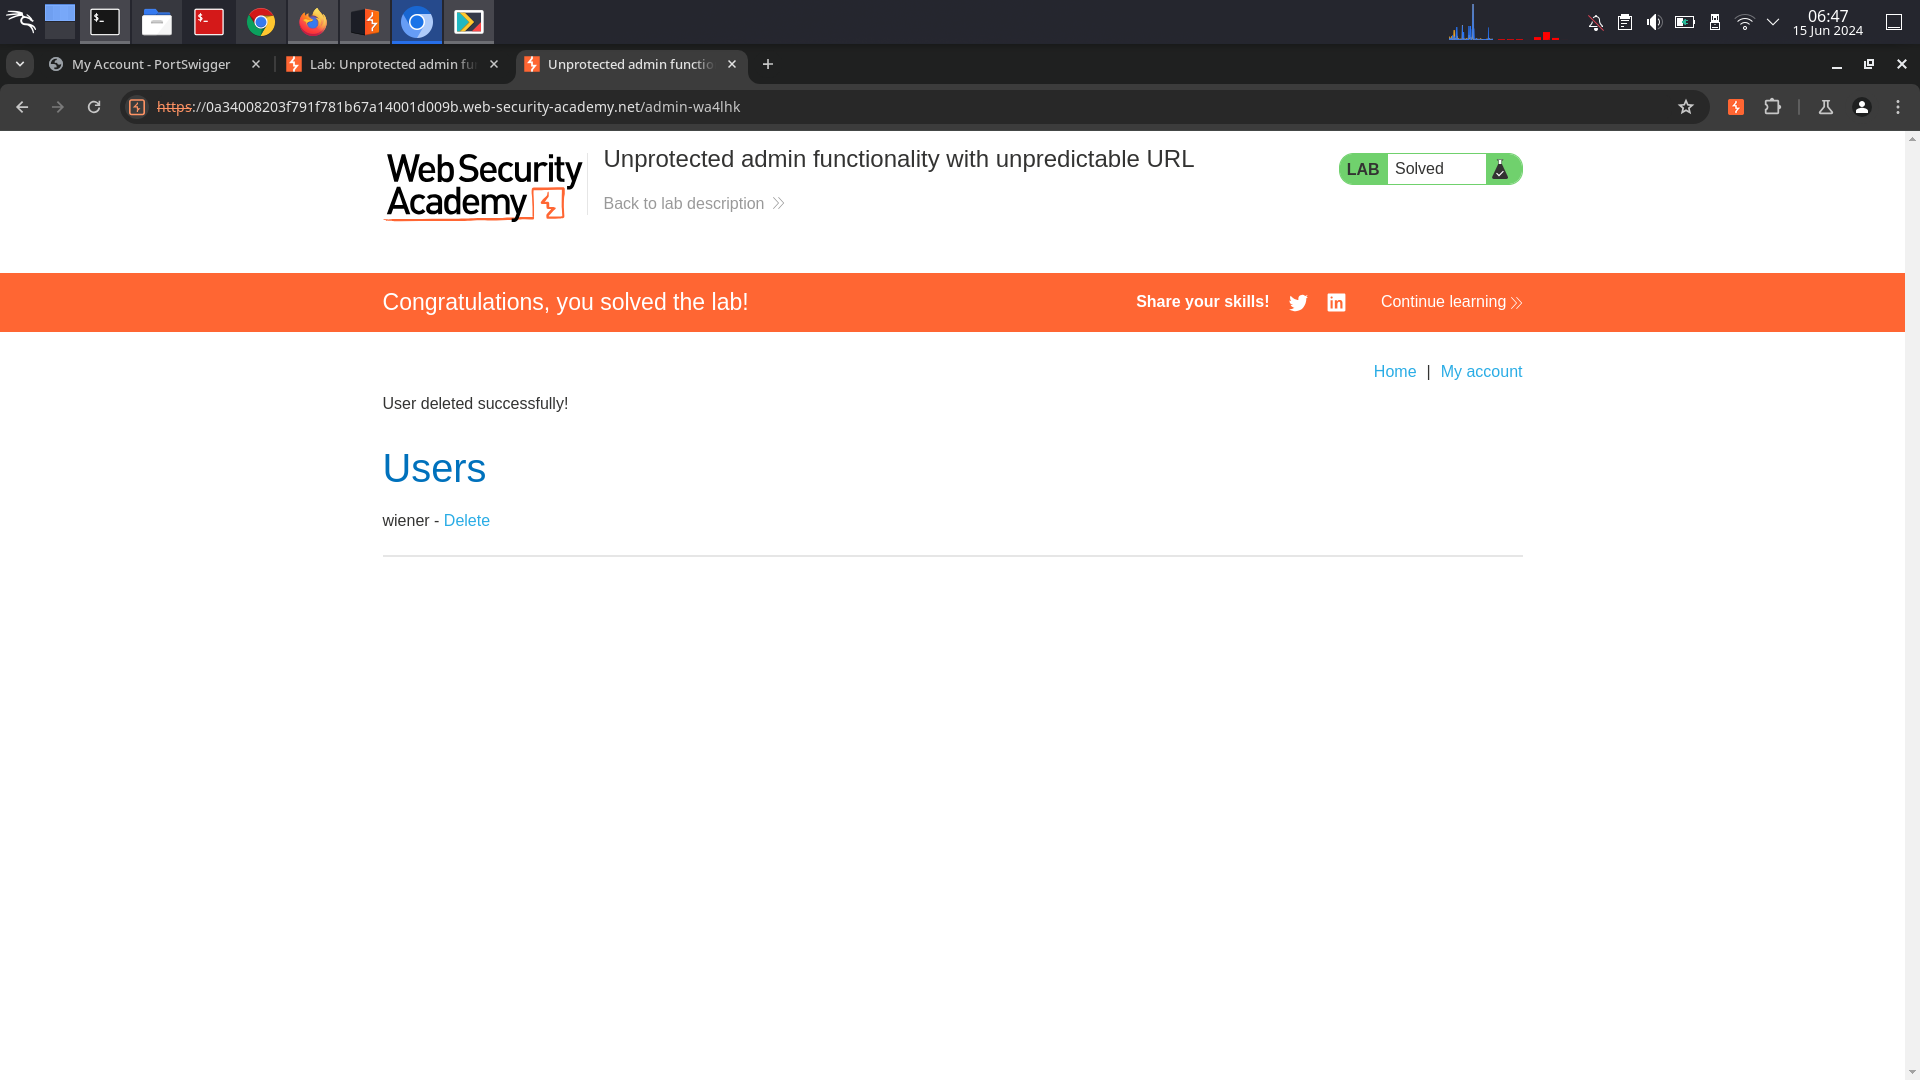 06:47
15 Jun 2024
My Account - PortSwigger
Lab: Unprotected admin fu
Unprotected admin functio
https://0a34008203f791f781b67a14001d009b.web-security-academy.net/admin-wa4lhk
Web Security
Academy
Unprotected admin functionality with unpredictable URL
Back to lab description
LAB Solved
Congratulations, you solved the lab!
Share your skills!
Continue learning
Home | My account
User deleted successfully!
Users
wiener - Delete